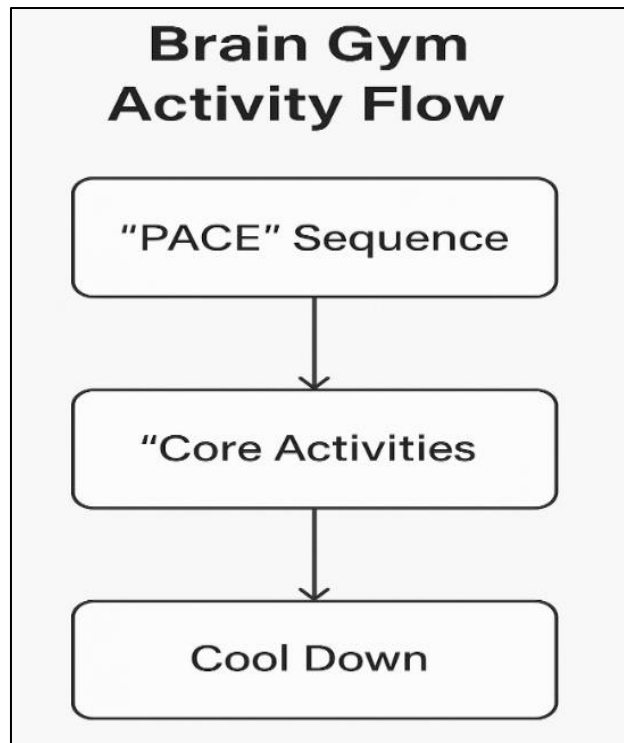 Brain Gym
Activity Flow
“PACE” Sequence
“Core Activities
Cool Down